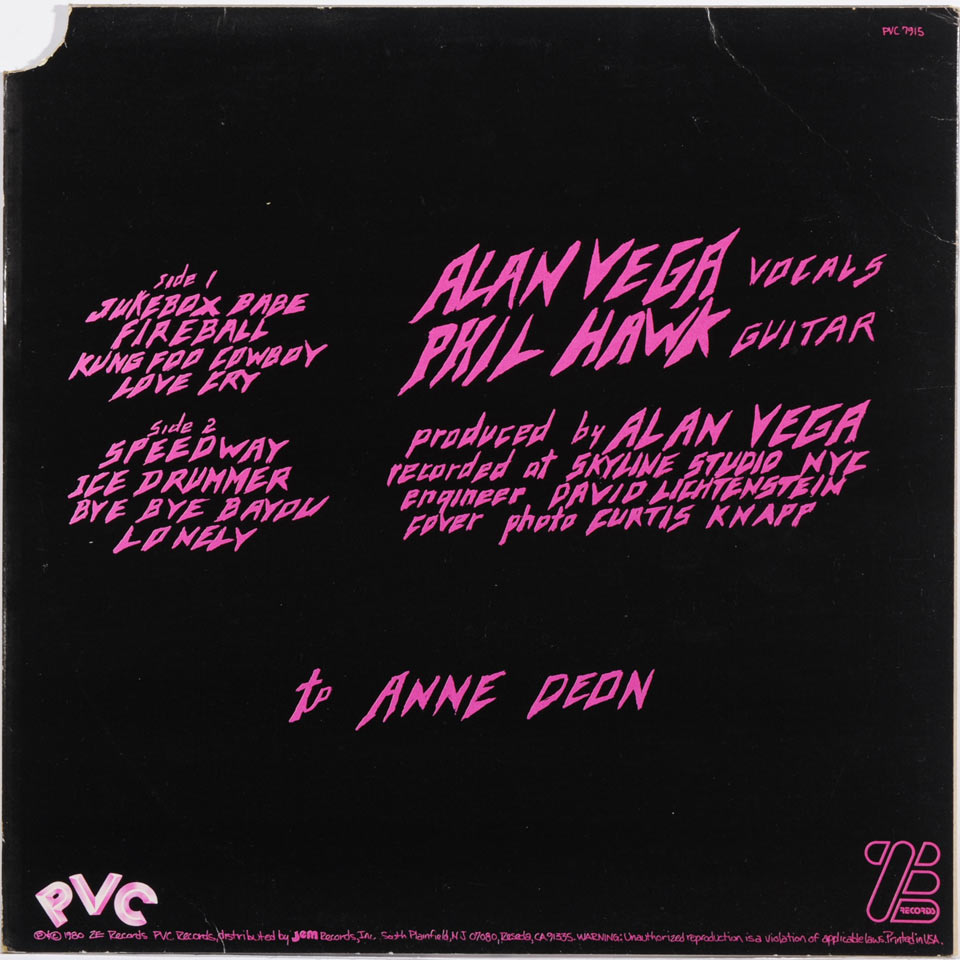 PVC 7915
side 1
JUKEBOX BABE
FIREBALL
KUNG FOO COWBOY
LOVE CRY
side 2
SPEEDWAY
ICE DRUMMER
BYE BYE BAYOU
LONELY
ALAN VEGA VOCALS
PHIL HAWK GUITAR
produced by ALAN VEGA
recorded at SKYLINE STUDIO NYC
engineer DAVID LICHTENSTEIN
cover photo CURTIS KNAPP
to ANNE DEON
PVC
RECORDS
℗&© 1980 ZE Records. PVC Records, distributed by JEM Records, Inc. South Plainfield, NJ 07080, Reseda, CA 91335. WARNING: Unauthorized reproduction is a violation of applicable laws. Printed in USA.